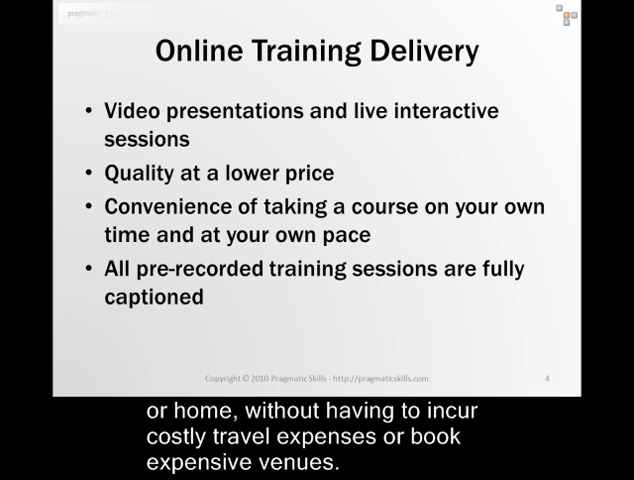 pragmatic
Online Training Delivery
• Video presentations and live interactive
sessions
• Quality at a lower price
• Convenience of taking a course on your own
time and at your own pace
• All pre-recorded training sessions are fully
captioned
Copyright © 2010 Pragmatic Skills - http://pragmaticskills.com
4
or home, without having to incur
costly travel expenses or book
expensive venues.